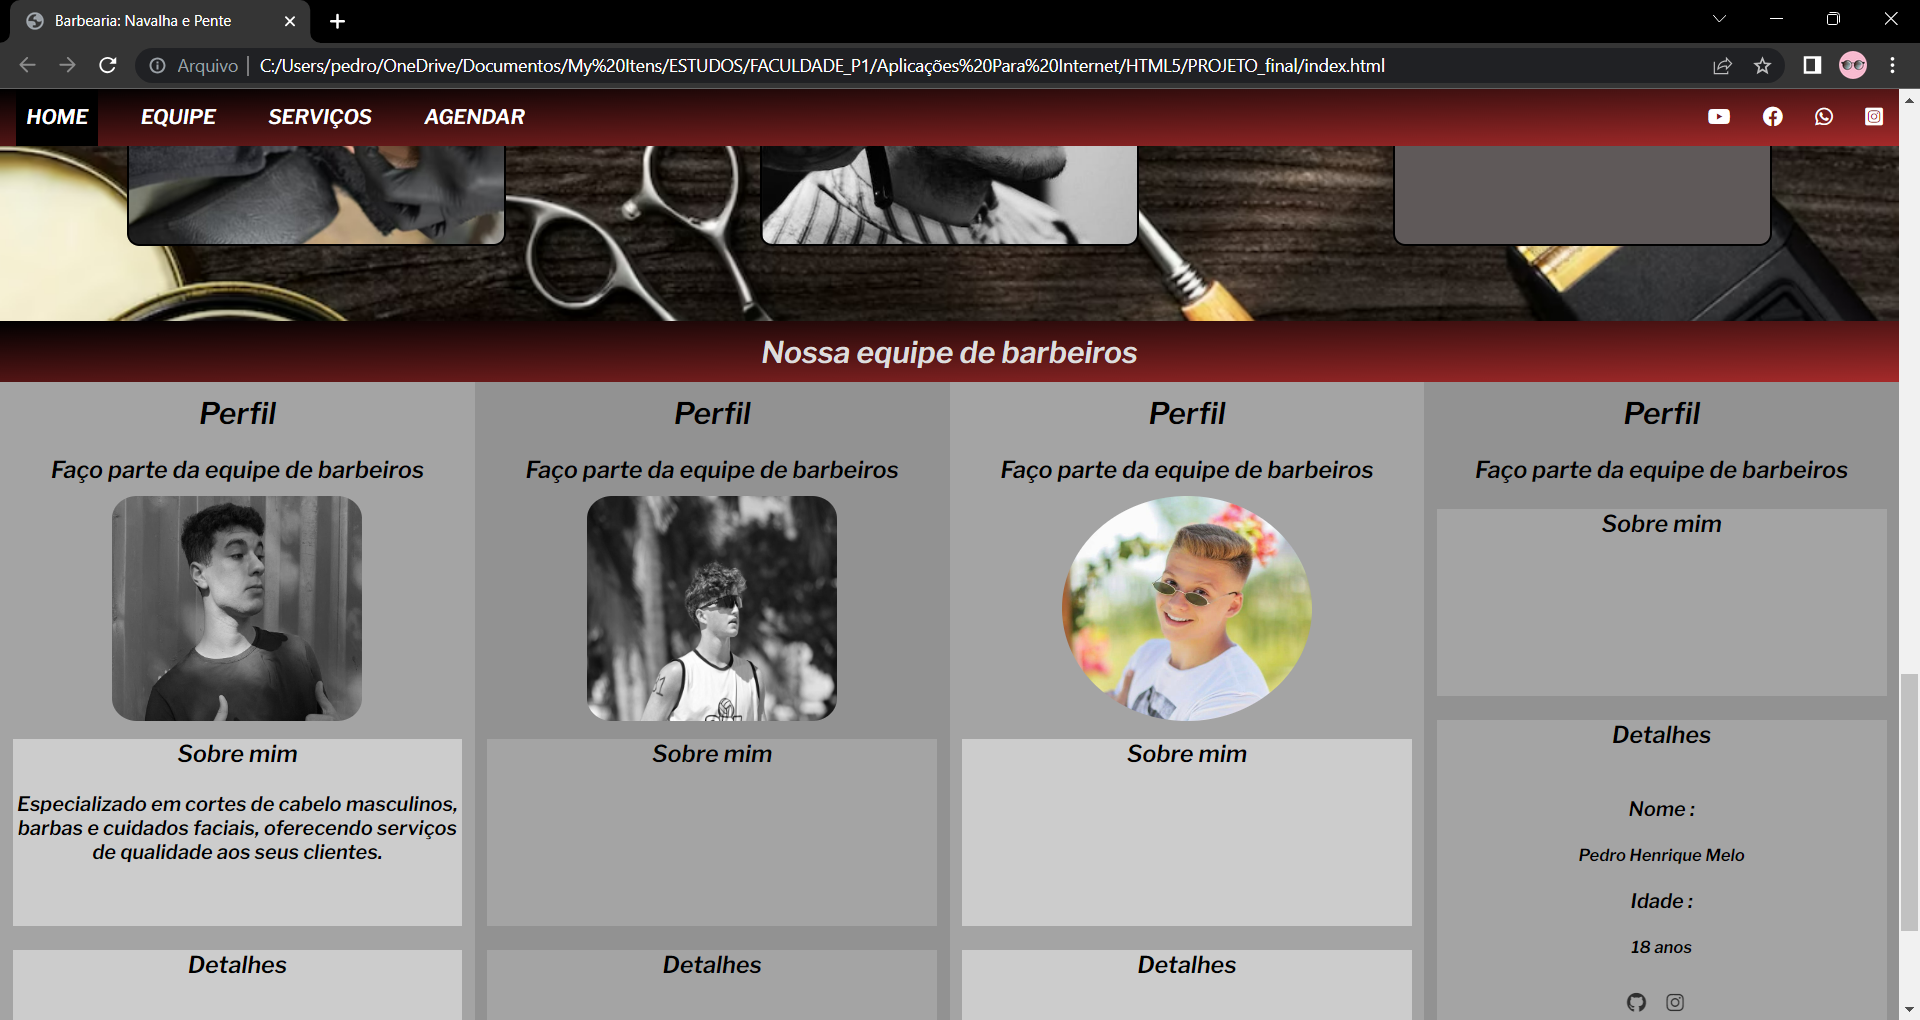 Barbearia: Navalha e Pente
Arquivo | C:/Users/pedro/OneDrive/Documentos/My%20Itens/ESTUDOS/FACULDADE_P1/Aplicações%20Para%20Internet/HTML5/PROJETO_final/index.html
HOME EQUIPE SERVIÇOS AGENDAR
Nossa equipe de barbeiros
Perfil
Faço parte da equipe de barbeiros
Sobre mim
Especializado em cortes de cabelo masculinos,
barbas e cuidados faciais, oferecendo serviços
de qualidade aos seus clientes.
Detalhes
Perfil
Faço parte da equipe de barbeiros
Sobre mim
Detalhes
Perfil
Faço parte da equipe de barbeiros
Sobre mim
Detalhes
Perfil
Faço parte da equipe de barbeiros
Sobre mim
Detalhes
Nome :
Pedro Henrique Melo
Idade :
18 anos